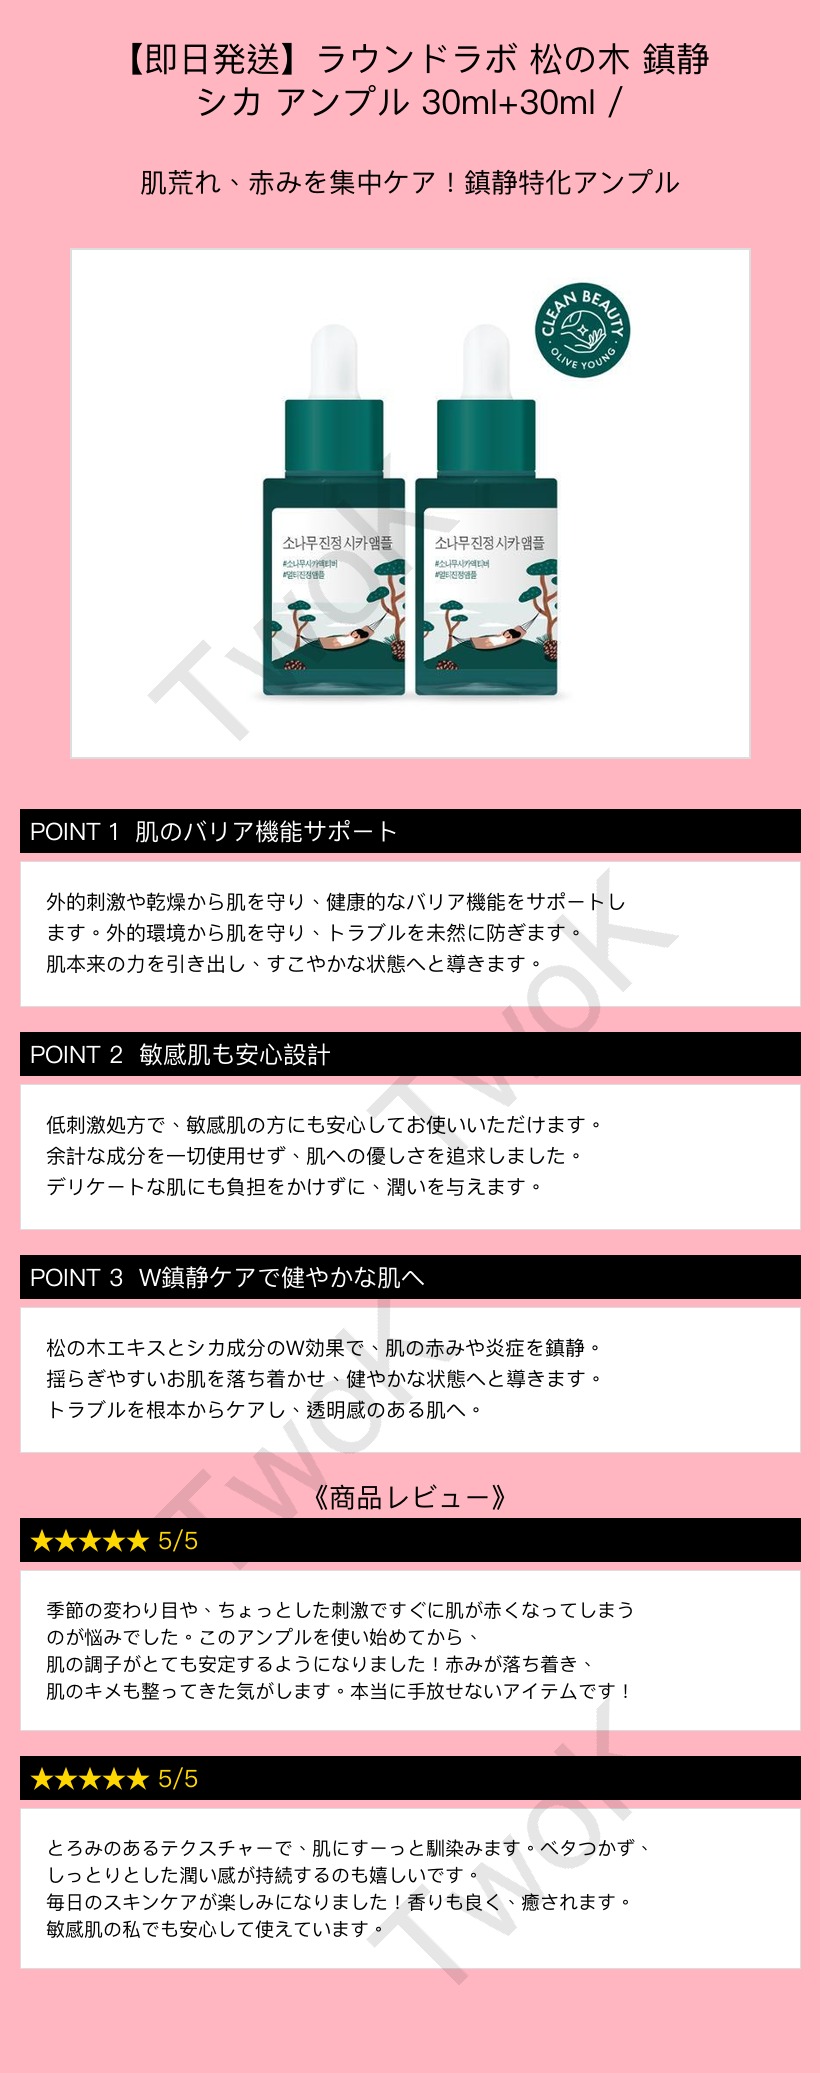 【即日発送】ラウンドラボ 松の木 鎮静
シカ アンプル 30ml+30ml /
肌荒れ、赤みを集中ケア！鎮静特化アンプル
CLEAN BEAUTY
OLIVE YOUNG
소나무 진정 시카 앰플
#소나무시카액티버
#멀티진정앰플
소나무 진정 시카 앰플
#소나무시카액티버
#멀티진정앰플
TwoK
POINT 1 肌のバリア機能サポート
外的刺激や乾燥から肌を守り、健康的なバリア機能をサポートし
ます。外的環境から肌を守り、トラブルを未然に防ぎます。
肌本来の力を引き出し、すこやかな状態へと導きます。
TwoK
POINT 2 敏感肌も安心設計
低刺激処方で、敏感肌の方にも安心してお使いいただけます。
余計な成分を一切使用せず、肌への優しさを追求しました。
デリケートな肌にも負担をかけずに、潤いを与えます。
POINT 3 W鎮静ケアで健やかな肌へ
松の木エキスとシカ成分のW効果で、肌の赤みや炎症を鎮静。
揺らぎやすいお肌を落ち着かせ、健やかな状態へと導きます。
トラブルを根本からケアし、透明感のある肌へ。
TwoK
《商品レビュー》
★★★★★ 5/5
季節の変わり目や、ちょっとした刺激ですぐに肌が赤くなってしまう
のが悩みでした。このアンプルを使い始めてから、
肌の調子がとても安定するようになりました！赤みが落ち着き、
肌のキメも整ってきた気がします。本当に手放せないアイテムです！
★★★★★ 5/5
とろみのあるテクスチャーで、肌にすーっと馴染みます。ベタつかず、
しっとりとした潤い感が持続するのも嬉しいです。
毎日のスキンケアが楽しみになりました！香りも良く、癒されます。
敏感肌の私でも安心して使えています。
TwoK